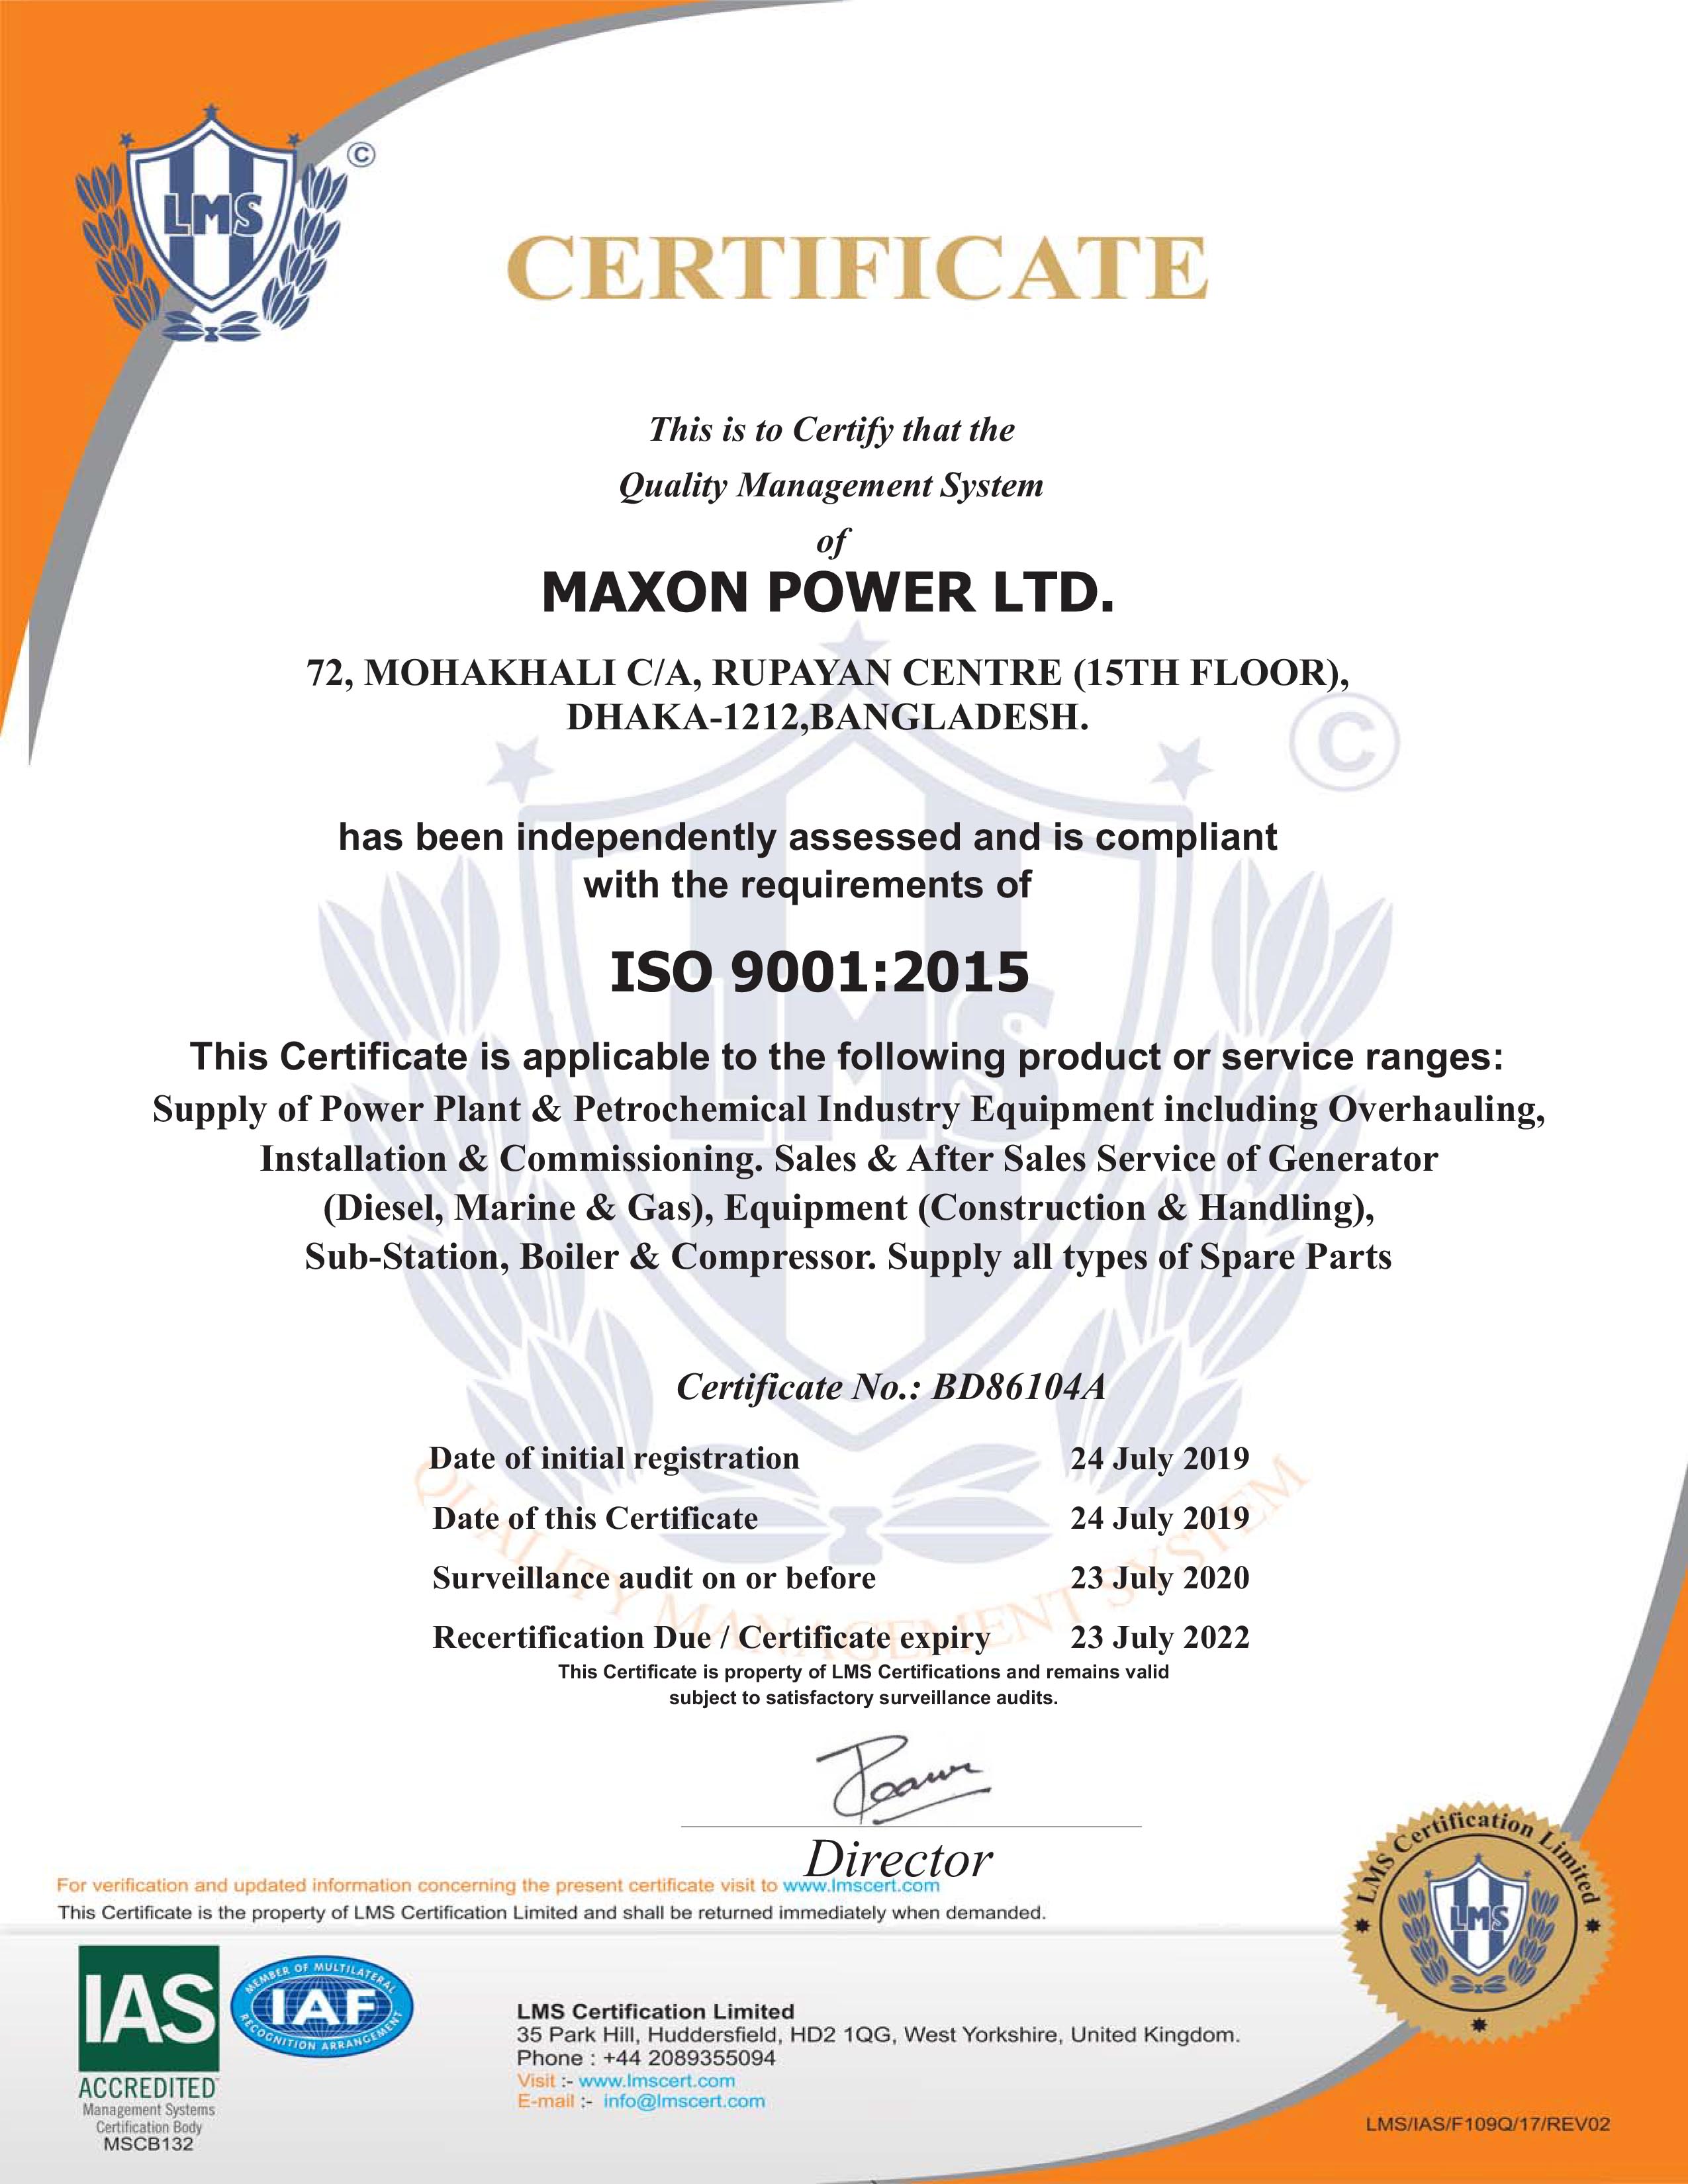 LMS
©
CERTIFICATE
This is to Certify that the
Quality Management System
of
MAXON POWER LTD.
72, MOHAKHALI C/A, RUPAYAN CENTRE (15TH FLOOR),
DHAKA-1212,BANGLADESH.
©
has been independently assessed and is compliant
with the requirements of
ISO 9001:2015
LMS
This Certificate is applicable to the following product or service ranges:
Supply of Power Plant & Petrochemical Industry Equipment including Overhauling,
Installation & Commissioning. Sales & After Sales Service of Generator
(Diesel, Marine & Gas), Equipment (Construction & Handling),
Sub-Station, Boiler & Compressor. Supply all types of Spare Parts
Certificate No.: BD86104A
Date of initial registration 24 July 2019
Date of this Certificate 24 July 2019
Surveillance audit on or before 23 July 2020
Recertification Due / Certificate expiry 23 July 2022
QUALITY MANAGEMENT SYSTEM
This Certificate is property of LMS Certifications and remains valid
subject to satisfactory surveillance audits.
Director
For verification and updated information concerning the present certificate visit to www.lmscert.com
This Certificate is the property of LMS Certification Limited and shall be returned immediately when demanded.
LMS Certification Limited
LMS
IAS
ACCREDITED
Management Systems
Certification Body
MSCB132
MEMBER OF MULTILATERAL
IAF
RECOGNITION ARRANGEMENT
LMS Certification Limited
35 Park Hill, Huddersfield, HD2 1QG, West Yorkshire, United Kingdom.
Phone : +44 2089355094
Visit :- www.lmscert.com
E-mail :- info@lmscert.com
LMS/IAS/F109Q/17/REV02